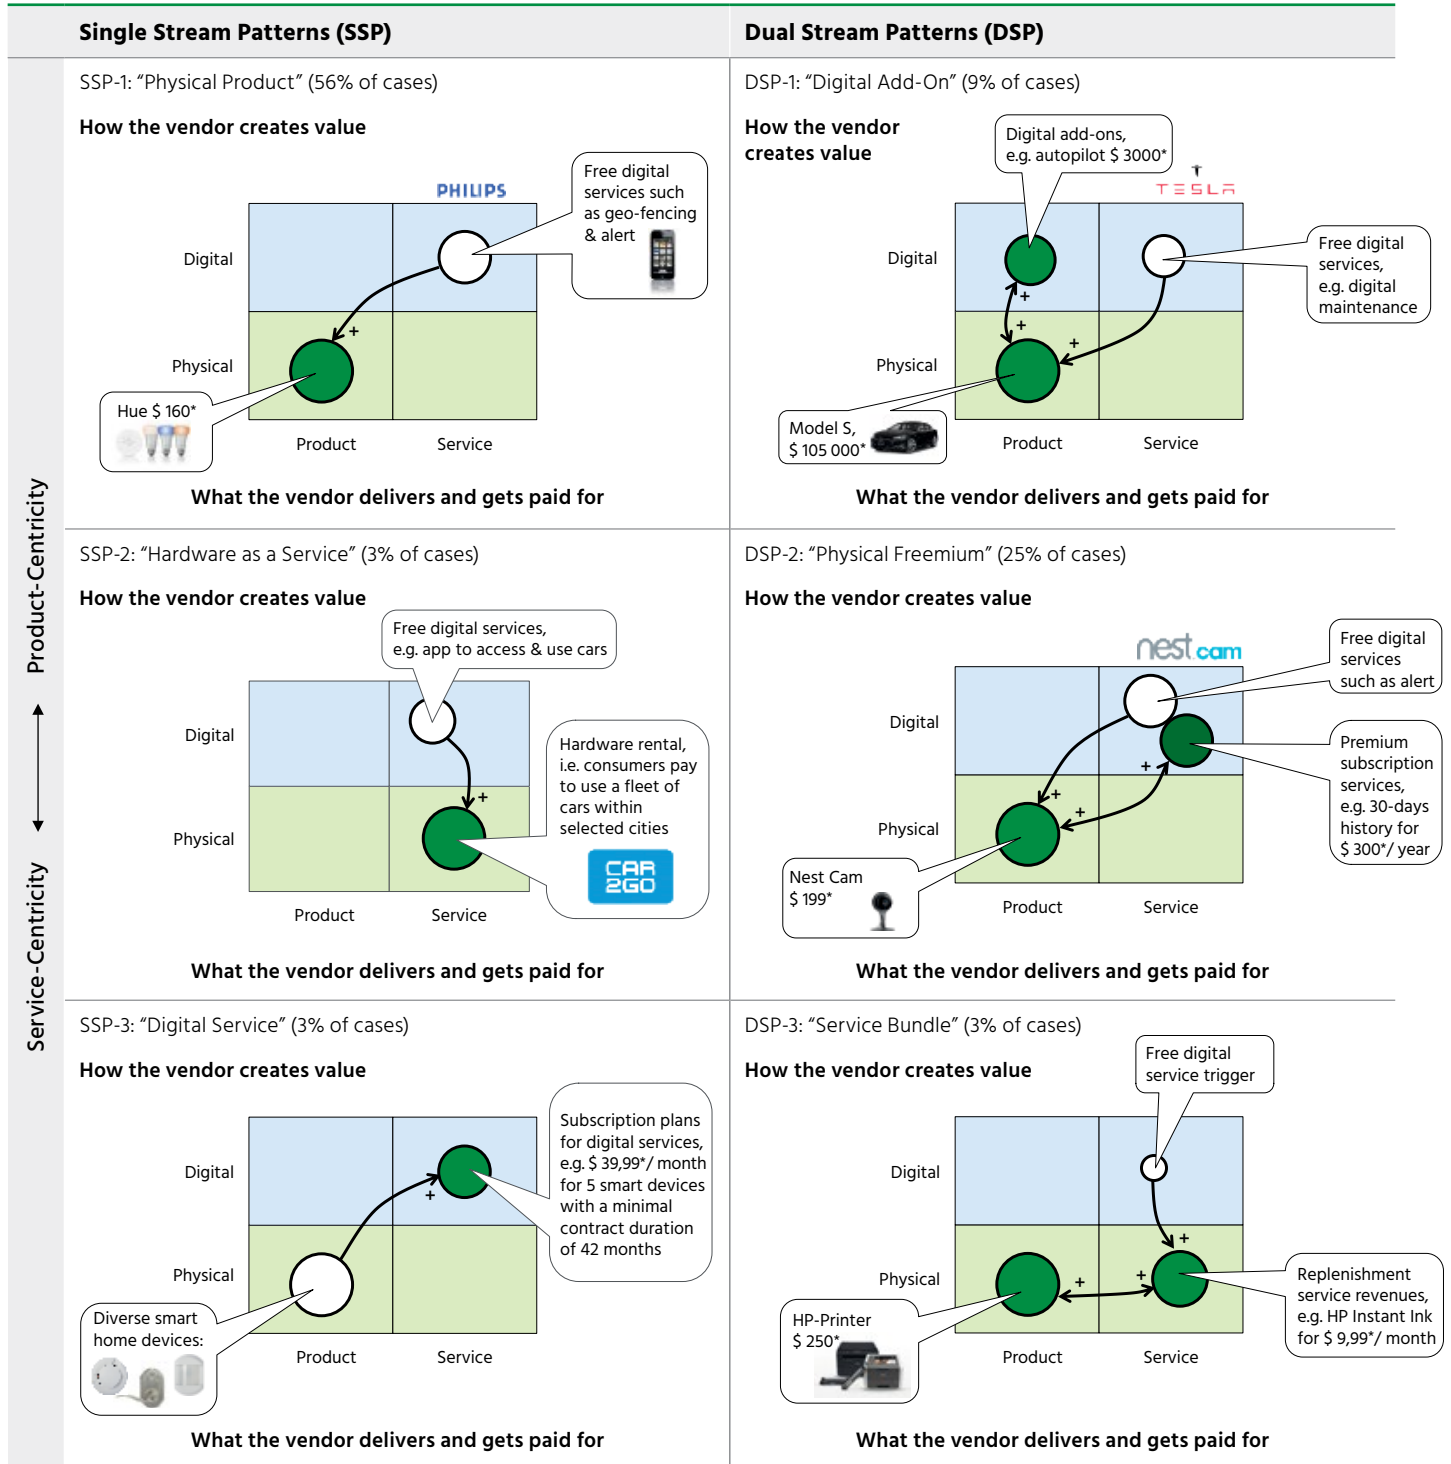 Single Stream Patterns (SSP)
Dual Stream Patterns (DSP)
Product-Centricity
Service-Centricity
SSP-1: “Physical Product” (56% of cases)
How the vendor creates value
PHILIPS
Free digital
services such
as geo-fencing
& alert
Digital
Physical
+
Hue $ 160*
Product
Service
What the vendor delivers and gets paid for
DSP-1: “Digital Add-On” (9% of cases)
How the vendor
creates value
Digital add-ons,
e.g. autopilot $ 3000*
TESLA
Free digital
services,
e.g. digital
maintenance
Digital
+
+
+
Physical
Model S,
$ 105 000*
Product
Service
What the vendor delivers and gets paid for
SSP-2: “Hardware as a Service” (3% of cases)
How the vendor creates value
Free digital services,
e.g. app to access & use cars
Digital
Hardware rental,
i.e. consumers pay
to use a fleet of
cars within
selected cities
CAR
2GO
+
Physical
Product
Service
What the vendor delivers and gets paid for
DSP-2: “Physical Freemium” (25% of cases)
How the vendor creates value
nest cam
Free digital
services
such as alert
Digital
Premium
subscription
services,
e.g. 30-days
history for
$ 300*/ year
+
+
+
Physical
Nest Cam
$ 199*
Product
Service
What the vendor delivers and gets paid for
SSP-3: “Digital Service” (3% of cases)
How the vendor creates value
Subscription plans
for digital services,
e.g. $ 39,99*/ month
for 5 smart devices
with a minimal
contract duration
of 42 months
Digital
+
Physical
Diverse smart
home devices:
Product
Service
What the vendor delivers and gets paid for
DSP-3: “Service Bundle” (3% of cases)
How the vendor creates value
Free digital
service trigger
Digital
+
+
+
Physical
Replenishment
service revenues,
e.g. HP Instant Ink
for $ 9,99*/ month
HP-Printer
$ 250*
Product
Service
What the vendor delivers and gets paid for